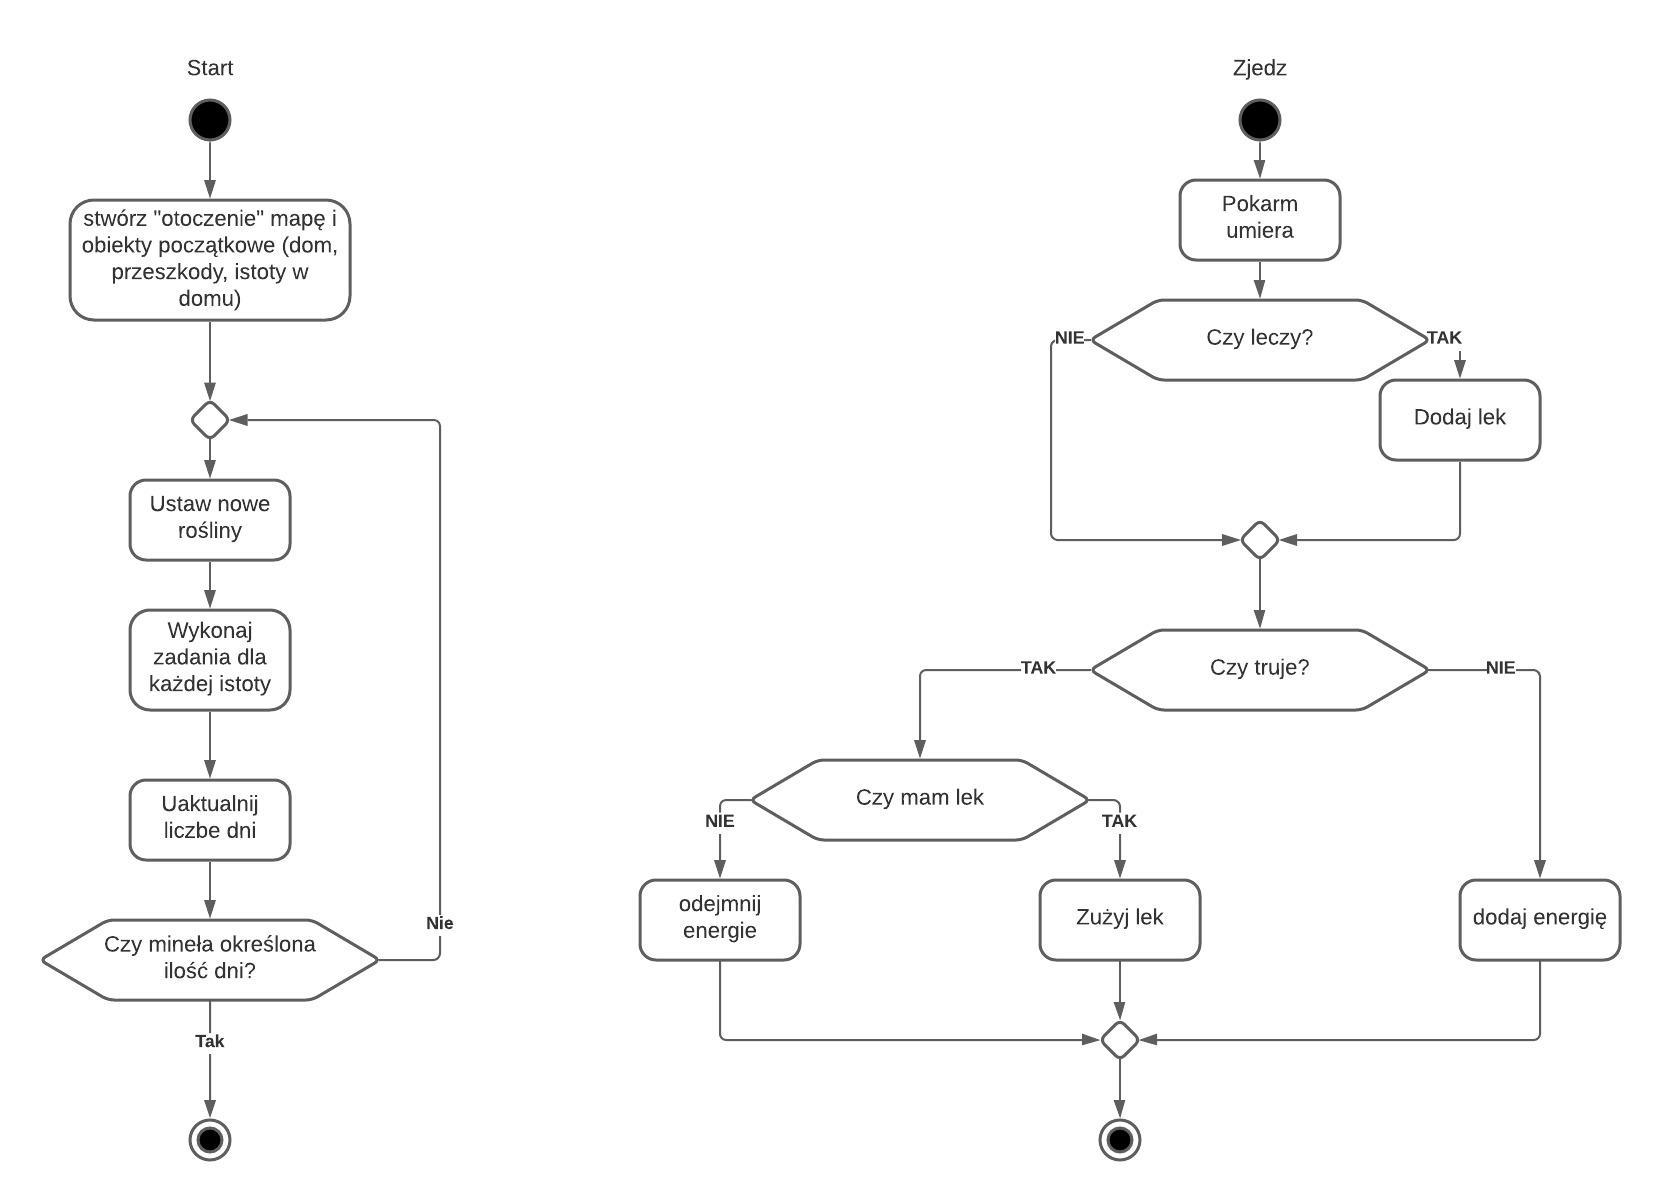 Start
stwórz "otoczenie" mapę i
obiekty początkowe (dom,
przeszkody, istoty w
domu)
Ustaw nowe
rośliny
Wykonaj
zadania dla
każdej istoty
Uaktualnij
liczbe dni
Czy mineła określona
ilość dni?
Nie
Tak
Zjedz
Pokarm
umiera
Czy leczy?
NIE
TAK
Dodaj lek
Czy truje?
TAK
NIE
Czy mam lek
NIE
TAK
odejmnij
energie
Zużyj lek
dodaj energię